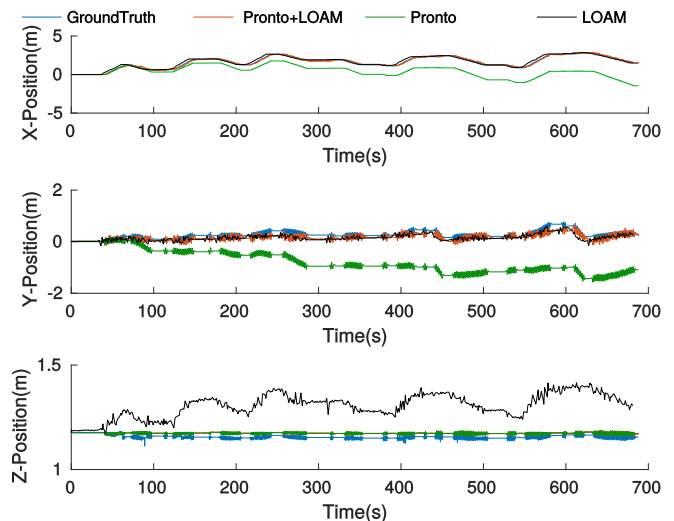 GroundTruth Pronto+LOAM Pronto LOAM
5
0
-5
X-Position(m)
0 100 200 300 400 500 600 700
Time(s)
2
0
-2
Y-Position(m)
0 100 200 300 400 500 600 700
Time(s)
1.5
1
Z-Position(m)
0 100 200 300 400 500 600 700
Time(s)